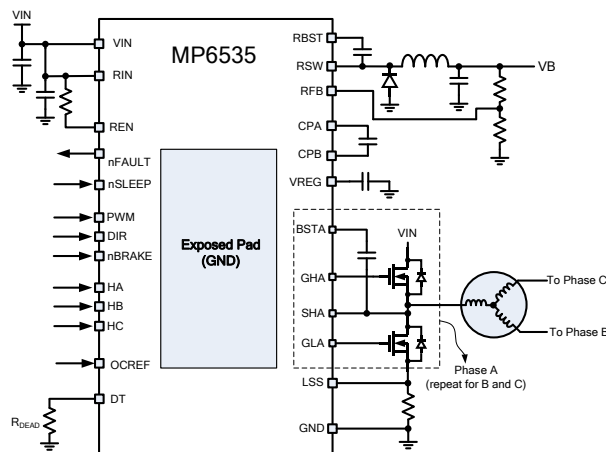 VIN
VIN
RIN
REN
nFAULT
nSLEEP
PWM
DIR
nBRAKE
HA
HB
HC
OCREF
DT
RDEAD
MP6535
Exposed Pad
(GND)
RBST
RSW
RFB
CPA
CPB
VREG
BSTA
GHA
SHA
GLA
LSS
GND
VB
VIN
To Phase C
To Phase B
Phase A
(repeat for B and C)